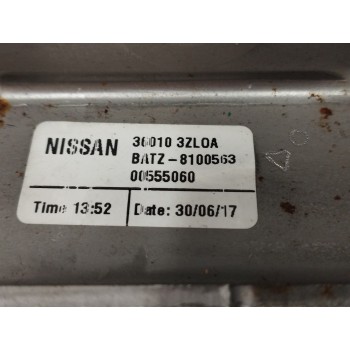 NISSAN 36010 3ZL0A
BATZ-8100563
00555060
Time 13:52 Date: 30/06/17